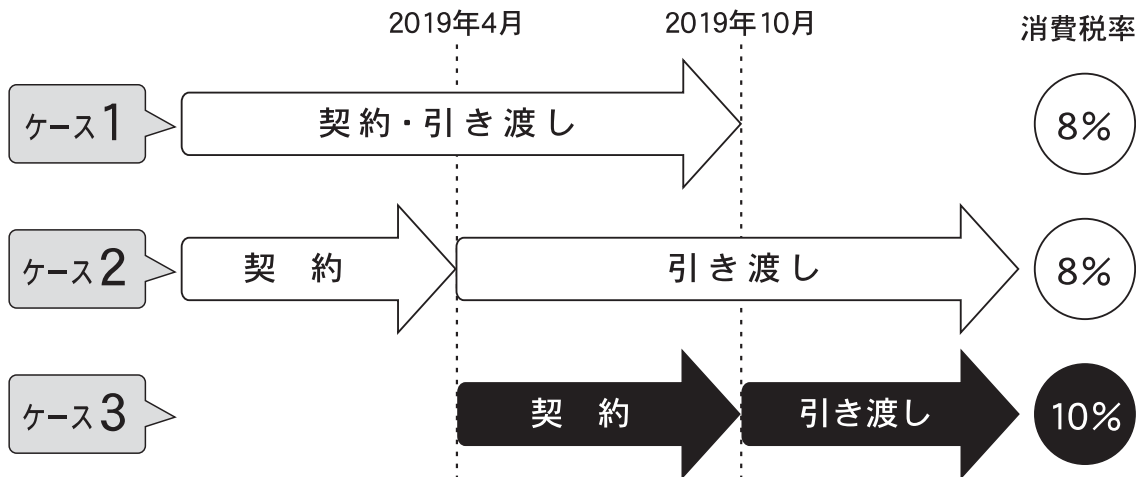 2019年4月 2019年10月 消費税率
ケース1 契約・引き渡し 8%
ケース2 契 約 引き渡し 8%
ケース3 契 約 引き渡し 10%